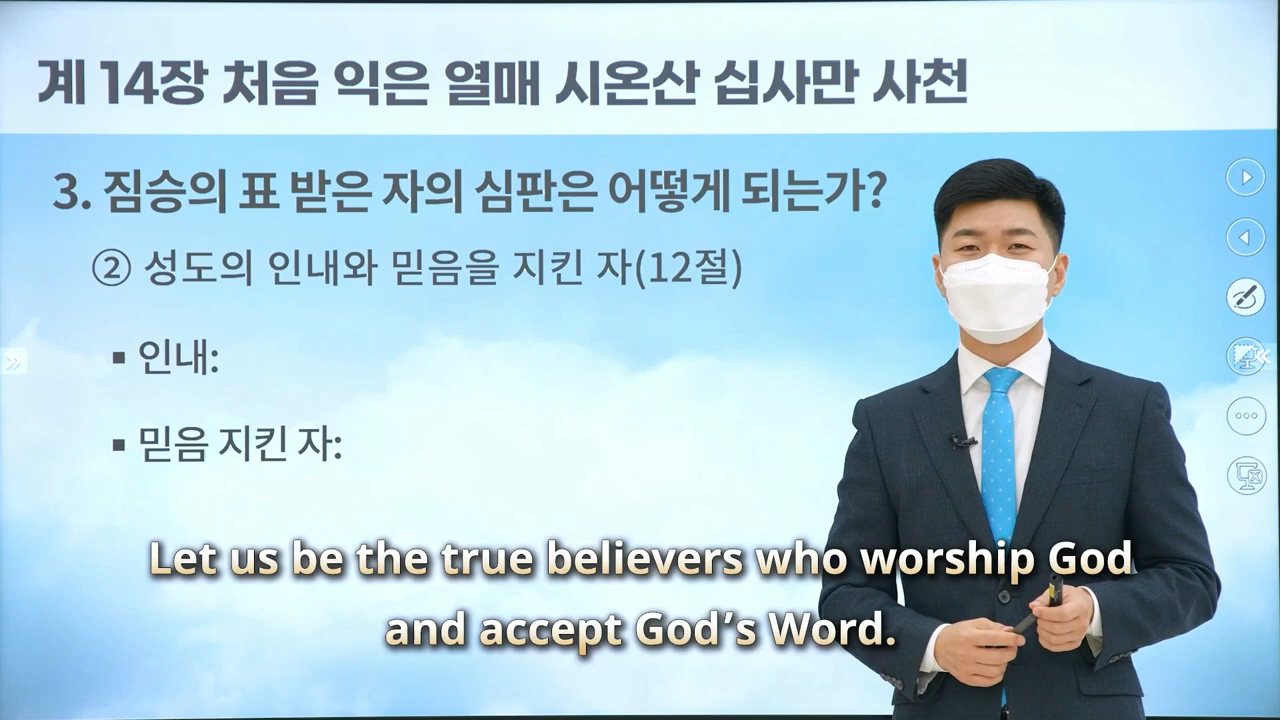 계 14장 처음 익은 열매 시온산 십사만 사천
3. 짐승의 표 받은 자의 심판은 어떻게 되는가?
② 성도의 인내와 믿음을 지킨 자(12절)
▪ 인내:
▪ 믿음 지킨 자:
Let us be the true believers who worship God
and accept God’s Word.